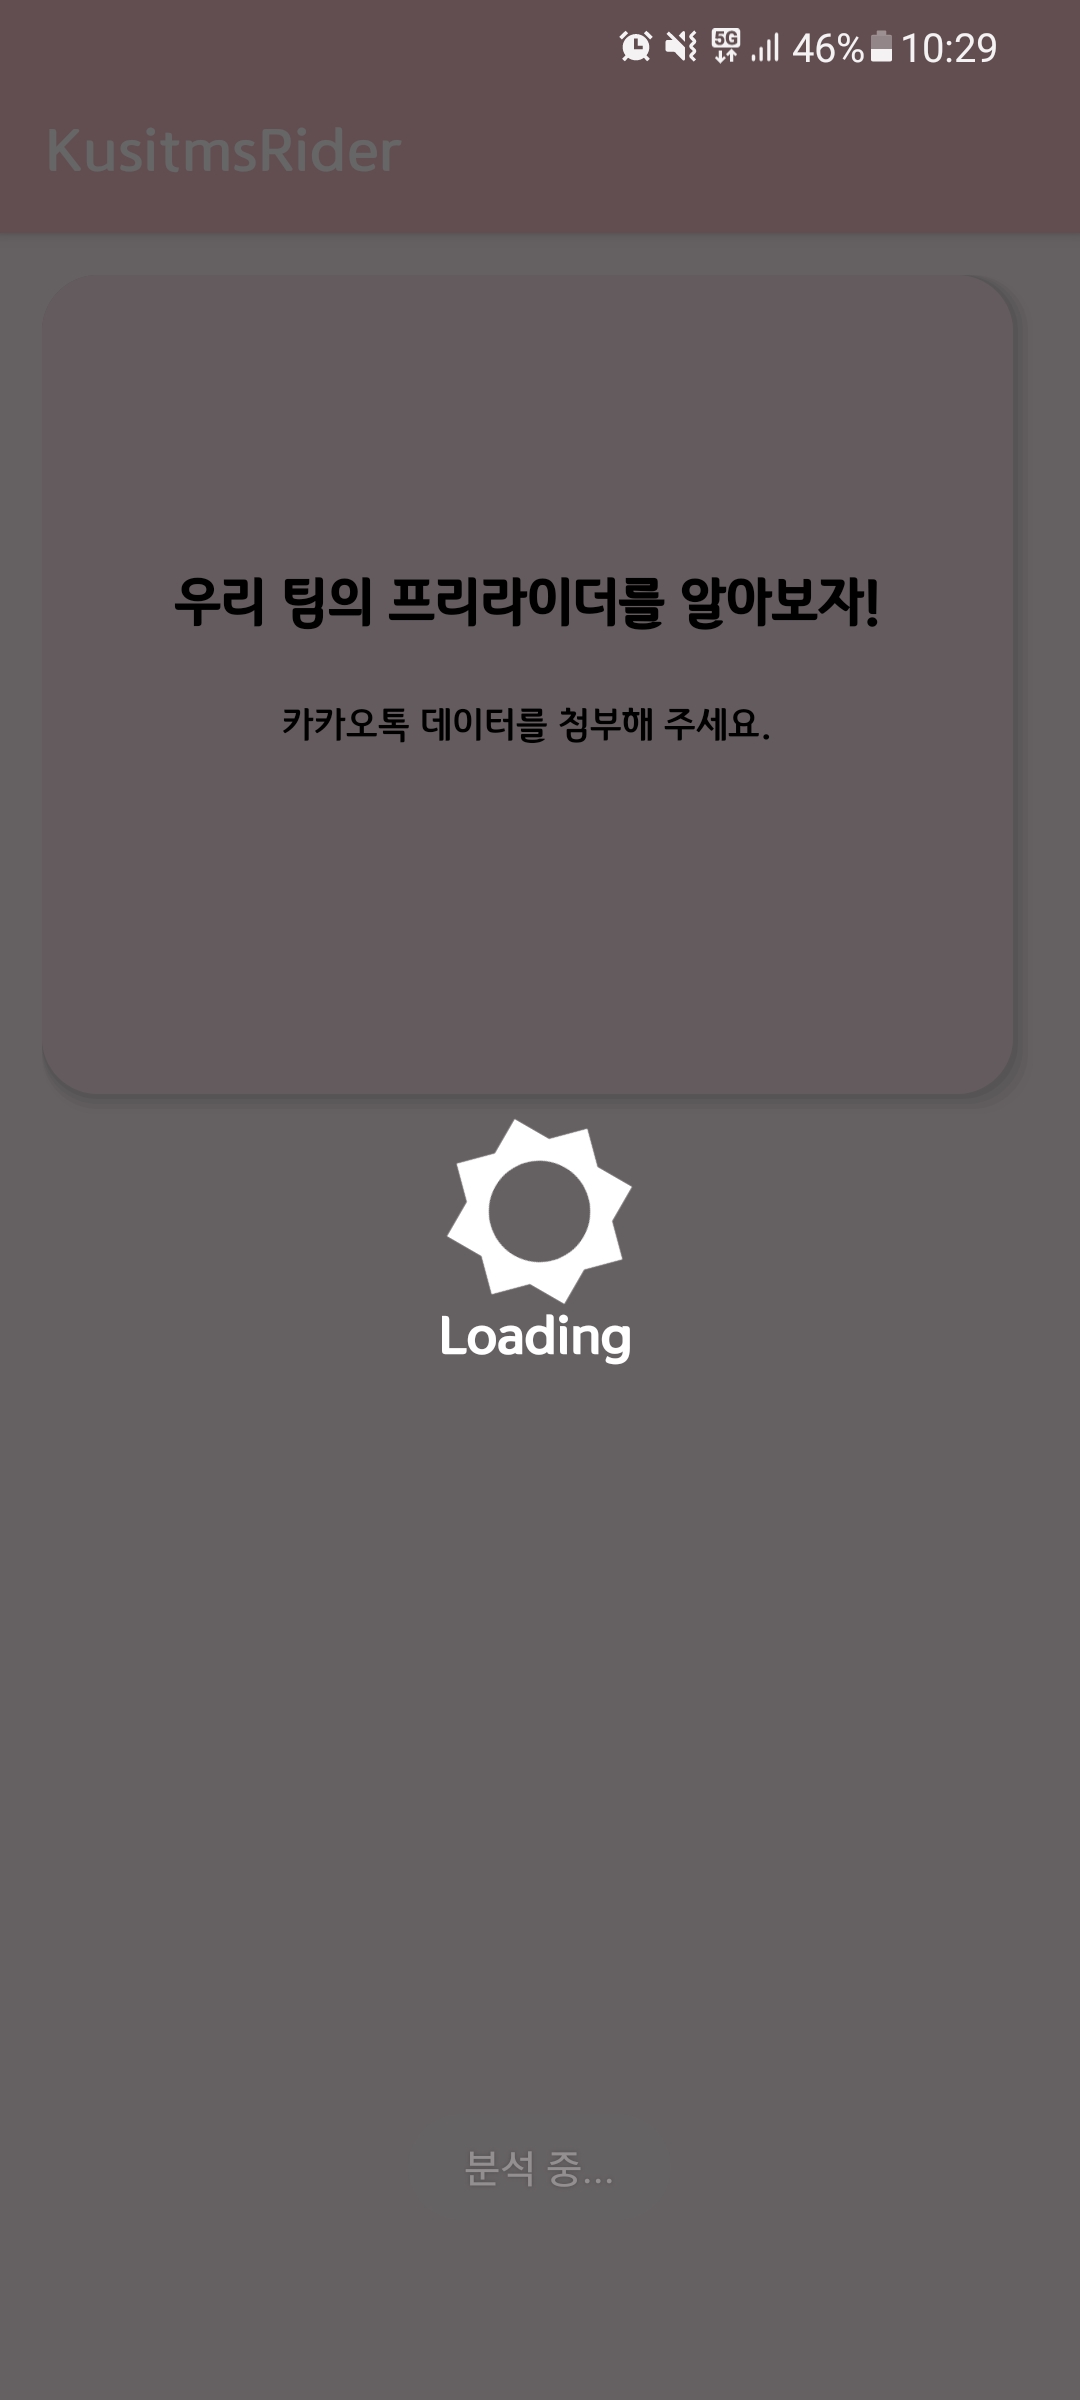 5G 46% 10:29
KusitmsRider
우리 팀의 프리라이더를 알아보자!
카카오톡 데이터를 첨부해 주세요.
Loading
분석 중...